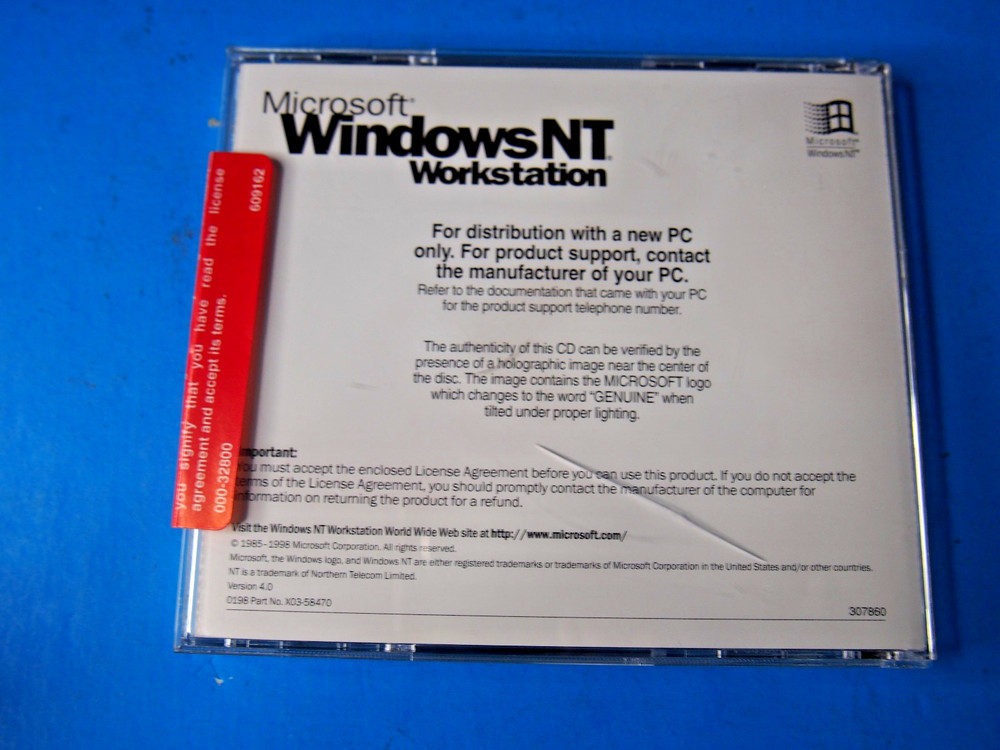 Microsoft®
Windows NT®
Workstation
Microsoft®
Windows NT™
For distribution with a new PC
only. For product support, contact
the manufacturer of your PC.
Refer to the documentation that came with your PC
for the product support telephone number.
The authenticity of this CD can be verified by the
presence of a holographic image near the center of
the disc. The image contains the MICROSOFT logo
which changes to the word "GENUINE" when
tilted under proper lighting.
Important:
You must accept the enclosed License Agreement before you can use this product. If you do not accept the
terms of the License Agreement, you should promptly contact the manufacturer of the computer for
information on returning the product for a refund.
Visit the Windows NT Workstation World Wide Web site at http://www.microsoft.com/
© 1985–1998 Microsoft Corporation. All rights reserved.
Microsoft, the Windows logo, and Windows NT are either registered trademarks or trademarks of Microsoft Corporation in the United States and/or other countries.
NT is a trademark of Northern Telecom Limited.
Version 4.0
0198 Part No. X03-58470
307860
you signify that you have read the license
agreement and accept its terms.
000-32800
609162